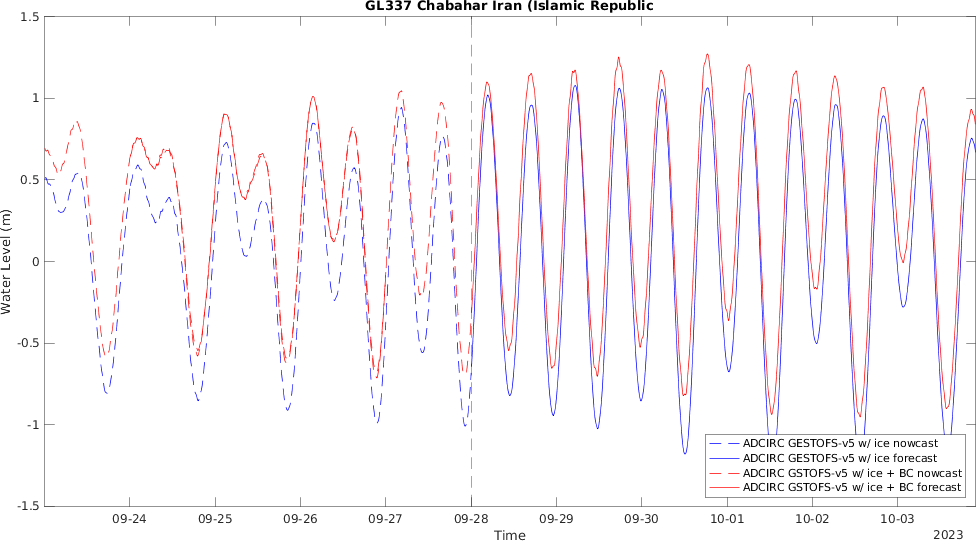 GL337 Chabahar Iran (Islamic Republic
1.5
1
0.5
0
-0.5
-1
-1.5
Water Level (m)
ADCIRC GESTOFS-v5 w/ ice nowcast
ADCIRC GESTOFS-v5 w/ ice forecast
ADCIRC GSTOFS-v5 w/ ice + BC nowcast
ADCIRC GSTOFS-v5 w/ ice + BC forecast
09-24 09-25 09-26 09-27 09-28 09-29 09-30 10-01 10-02 10-03
Time
2023